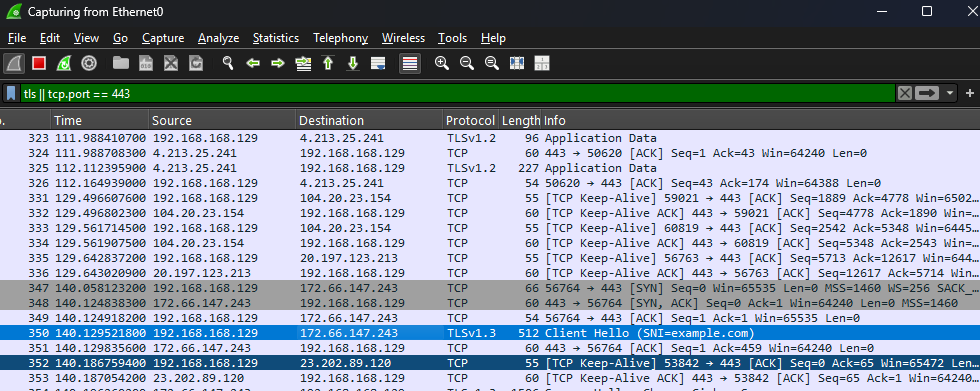 Capturing from Ethernet0
File Edit View Go Capture Analyze Statistics Telephony Wireless Tools Help
tls || tcp.port == 443
o. Time Source Destination Protocol Length Info
323 111.988410700 192.168.168.129 4.213.25.241 TLSv1.2 96 Application Data
324 111.988708300 4.213.25.241 192.168.168.129 TCP 60 443 → 50620 [ACK] Seq=1 Ack=43 Win=64240 Len=0
325 112.112395900 4.213.25.241 192.168.168.129 TLSv1.2 227 Application Data
326 112.164939000 192.168.168.129 4.213.25.241 TCP 54 50620 → 443 [ACK] Seq=43 Ack=174 Win=64388 Len=0
331 129.496607600 192.168.168.129 104.20.23.154 TCP 55 [TCP Keep-Alive] 59021 → 443 [ACK] Seq=1889 Ack=4778 Win=6502…
332 129.496802300 104.20.23.154 192.168.168.129 TCP 60 [TCP Keep-Alive ACK] 443 → 59021 [ACK] Seq=4778 Ack=1890 Win=…
333 129.561714500 192.168.168.129 104.20.23.154 TCP 55 [TCP Keep-Alive] 60819 → 443 [ACK] Seq=2542 Ack=5348 Win=6445…
334 129.561907500 104.20.23.154 192.168.168.129 TCP 60 [TCP Keep-Alive ACK] 443 → 60819 [ACK] Seq=5348 Ack=2543 Win=…
335 129.642837200 192.168.168.129 20.197.123.213 TCP 55 [TCP Keep-Alive] 56763 → 443 [ACK] Seq=5713 Ack=12617 Win=644…
336 129.643020900 20.197.123.213 192.168.168.129 TCP 60 [TCP Keep-Alive ACK] 443 → 56763 [ACK] Seq=12617 Ack=5714 Win…
347 140.058123200 192.168.168.129 172.66.147.243 TCP 66 56764 → 443 [SYN] Seq=0 Win=65535 Len=0 MSS=1460 WS=256 SACK_…
348 140.124838300 172.66.147.243 192.168.168.129 TCP 60 443 → 56764 [SYN, ACK] Seq=0 Ack=1 Win=64240 Len=0 MSS=1460
349 140.124918200 192.168.168.129 172.66.147.243 TCP 54 56764 → 443 [ACK] Seq=1 Ack=1 Win=65535 Len=0
350 140.129521800 192.168.168.129 172.66.147.243 TLSv1.3 512 Client Hello (SNI=example.com)
351 140.129835600 172.66.147.243 192.168.168.129 TCP 60 443 → 56764 [ACK] Seq=1 Ack=459 Win=64240 Len=0
352 140.186759400 192.168.168.129 23.202.89.120 TCP 55 [TCP Keep-Alive] 53842 → 443 [ACK] Seq=0 Ack=65 Win=65472 Len…
353 140.187054200 23.202.89.120 192.168.168.129 TCP 60 [TCP Keep-Alive ACK] 443 → 53842 [ACK] Seq=65 Ack=1 Win=64240…